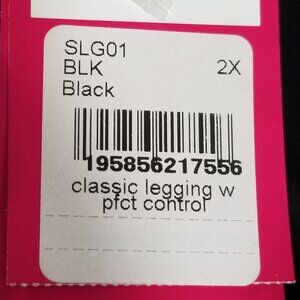 SLG01
BLK 2X
Black
195856217556
classic legging w
pfct control